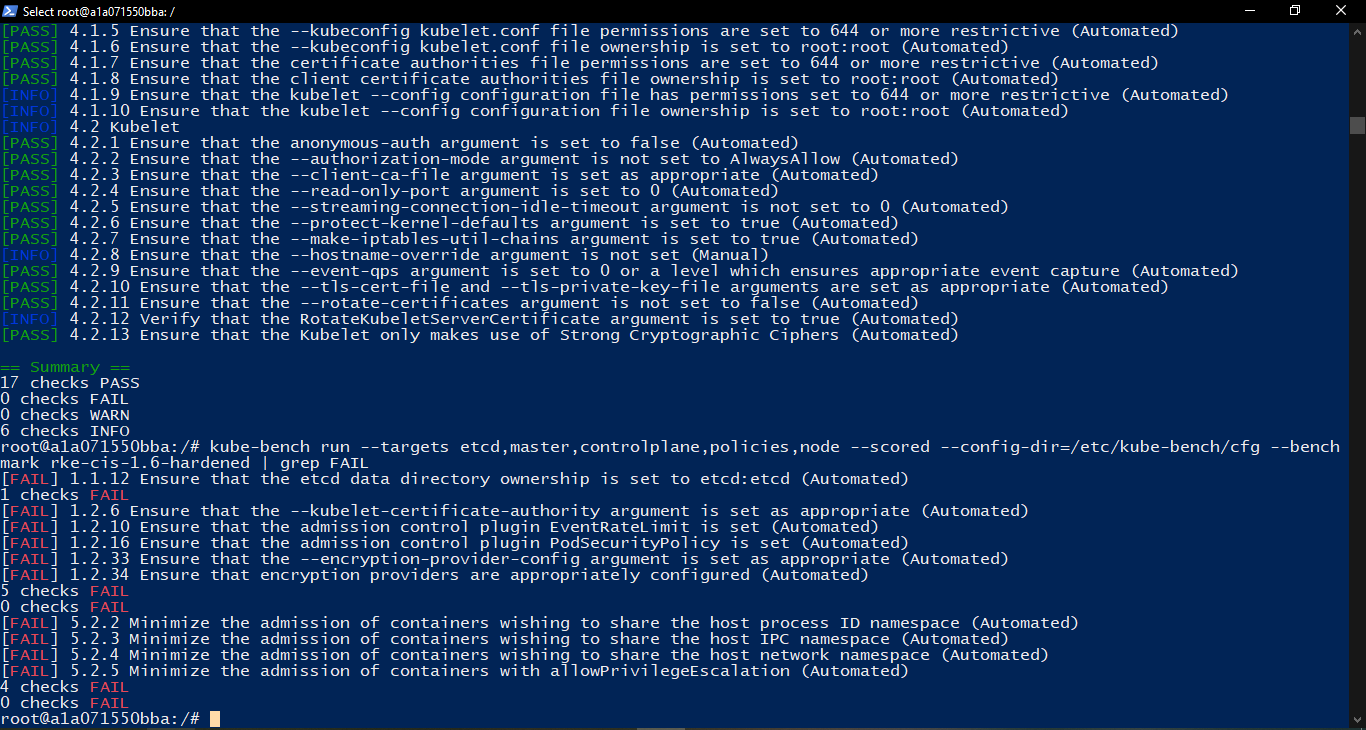 Select root@a1a071550bba: /
[PASS] 4.1.5 Ensure that the --kubeconfig kubelet.conf file permissions are set to 644 or more restrictive (Automated)
[PASS] 4.1.6 Ensure that the --kubeconfig kubelet.conf file ownership is set to root:root (Automated)
[PASS] 4.1.7 Ensure that the certificate authorities file permissions are set to 644 or more restrictive (Automated)
[PASS] 4.1.8 Ensure that the client certificate authorities file ownership is set to root:root (Automated)
[INFO] 4.1.9 Ensure that the kubelet --config configuration file has permissions set to 644 or more restrictive (Automated)
[INFO] 4.1.10 Ensure that the kubelet --config configuration file ownership is set to root:root (Automated)
[INFO] 4.2 Kubelet
[PASS] 4.2.1 Ensure that the anonymous-auth argument is set to false (Automated)
[PASS] 4.2.2 Ensure that the --authorization-mode argument is not set to AlwaysAllow (Automated)
[PASS] 4.2.3 Ensure that the --client-ca-file argument is set as appropriate (Automated)
[PASS] 4.2.4 Ensure that the --read-only-port argument is set to 0 (Automated)
[PASS] 4.2.5 Ensure that the --streaming-connection-idle-timeout argument is not set to 0 (Automated)
[PASS] 4.2.6 Ensure that the --protect-kernel-defaults argument is set to true (Automated)
[PASS] 4.2.7 Ensure that the --make-iptables-util-chains argument is set to true (Automated)
[INFO] 4.2.8 Ensure that the --hostname-override argument is not set (Manual)
[PASS] 4.2.9 Ensure that the --event-qps argument is set to 0 or a level which ensures appropriate event capture (Automated)
[PASS] 4.2.10 Ensure that the --tls-cert-file and --tls-private-key-file arguments are set as appropriate (Automated)
[PASS] 4.2.11 Ensure that the --rotate-certificates argument is not set to false (Automated)
[INFO] 4.2.12 Verify that the RotateKubeletServerCertificate argument is set to true (Automated)
[PASS] 4.2.13 Ensure that the Kubelet only makes use of Strong Cryptographic Ciphers (Automated)
== Summary ==
17 checks PASS
0 checks FAIL
0 checks WARN
6 checks INFO
root@a1a071550bba:/# kube-bench run --targets etcd,master,controlplane,policies,node --scored --config-dir=/etc/kube-bench/cfg --bench
mark rke-cis-1.6-hardened | grep FAIL
[FAIL] 1.1.12 Ensure that the etcd data directory ownership is set to etcd:etcd (Automated)
1 checks FAIL
[FAIL] 1.2.6 Ensure that the --kubelet-certificate-authority argument is set as appropriate (Automated)
[FAIL] 1.2.10 Ensure that the admission control plugin EventRateLimit is set (Automated)
[FAIL] 1.2.16 Ensure that the admission control plugin PodSecurityPolicy is set (Automated)
[FAIL] 1.2.33 Ensure that the --encryption-provider-config argument is set as appropriate (Automated)
[FAIL] 1.2.34 Ensure that encryption providers are appropriately configured (Automated)
5 checks FAIL
0 checks FAIL
[FAIL] 5.2.2 Minimize the admission of containers wishing to share the host process ID namespace (Automated)
[FAIL] 5.2.3 Minimize the admission of containers wishing to share the host IPC namespace (Automated)
[FAIL] 5.2.4 Minimize the admission of containers wishing to share the host network namespace (Automated)
[FAIL] 5.2.5 Minimize the admission of containers with allowPrivilegeEscalation (Automated)
4 checks FAIL
0 checks FAIL
root@a1a071550bba:/#